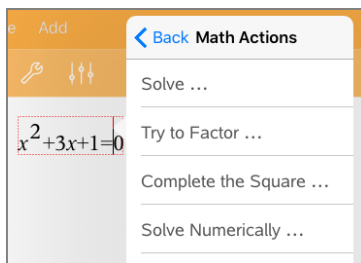 e Add
Back Math Actions
Solve ...
x²+3x+1=0
Try to Factor ...
Complete the Square ...
Solve Numerically ...